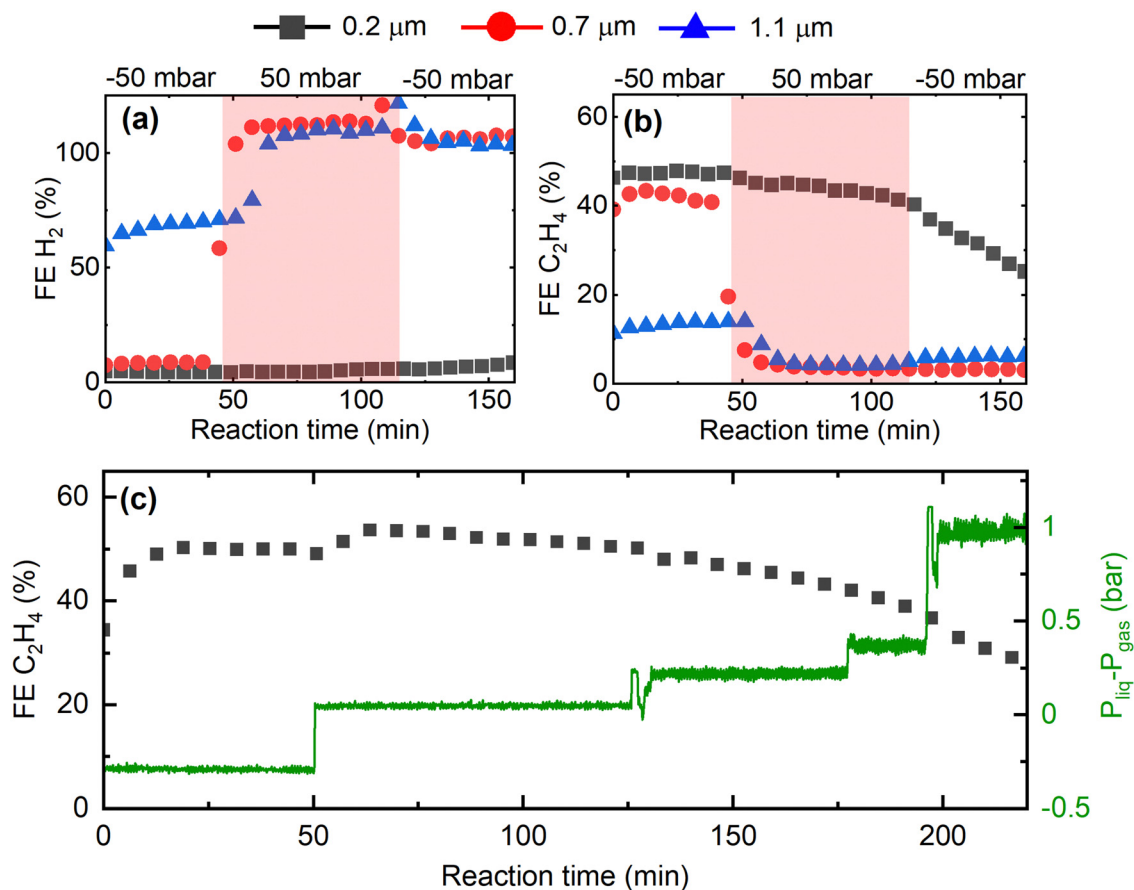 0.2 μm 0.7 μm 1.1 μm
-50 mbar 50 mbar -50 mbar
-50 mbar 50 mbar -50 mbar
(a)
FE H2 (%)
100
50
0
0 50 100 150
Reaction time (min)
(b)
FE C2H4 (%)
60
40
20
0
0 50 100 150
Reaction time (min)
(c)
FE C2H4 (%)
60
40
20
0
0 50 100 150 200
Reaction time (min)
1
0.5
0
-0.5
Pliq-Pgas (bar)